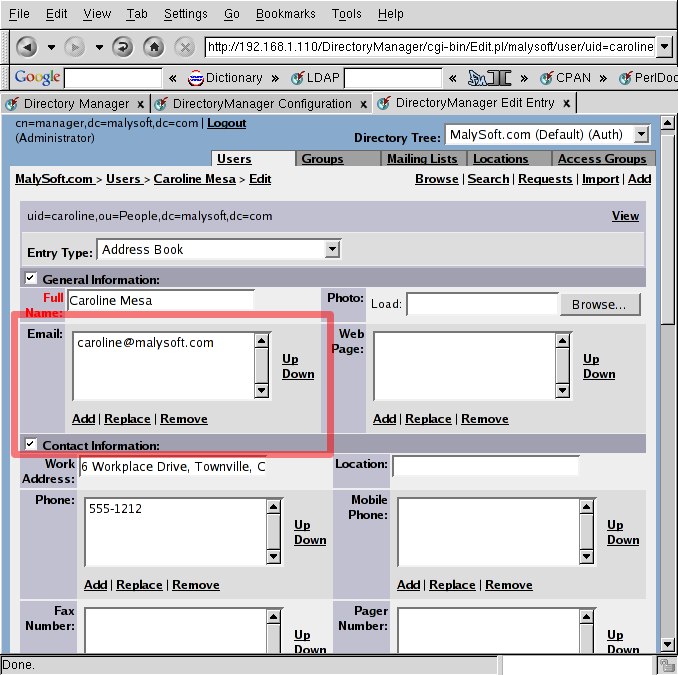 File Edit View Tab Settings Go Bookmarks Tools Help
http://192.168.1.110/DirectoryManager/cgi-bin/Edit.pl/malysoft/user/uid=caroline
Google « Dictionary » LDAP « » CPAN » PerlDoc
Directory Manager x DirectoryManager Configuration x DirectoryManager Edit Entry x
cn=manager,dc=malysoft,dc=com | Logout
(Administrator)
Directory Tree: MalySoft.com (Default) (Auth)
Users Groups Mailing Lists Locations Access Groups
MalySoft.com > Users > Caroline Mesa > Edit
Browse | Search | Requests | Import | Add
uid=caroline,ou=People,dc=malysoft,dc=com View
Entry Type: Address Book
General Information:
Full Name: Caroline Mesa
Photo: Load: Browse...
Email: caroline@malysoft.com
Up
Down
Add | Replace | Remove
Web Page:
Up
Down
Add | Replace | Remove
Contact Information:
Work Address: 6 Workplace Drive, Townville, C
Location:
Phone: 555-1212
Up
Down
Add | Replace | Remove
Mobile Phone:
Up
Down
Add | Replace | Remove
Fax Number:
Up
Down
Pager Number:
Up
Down
Done.